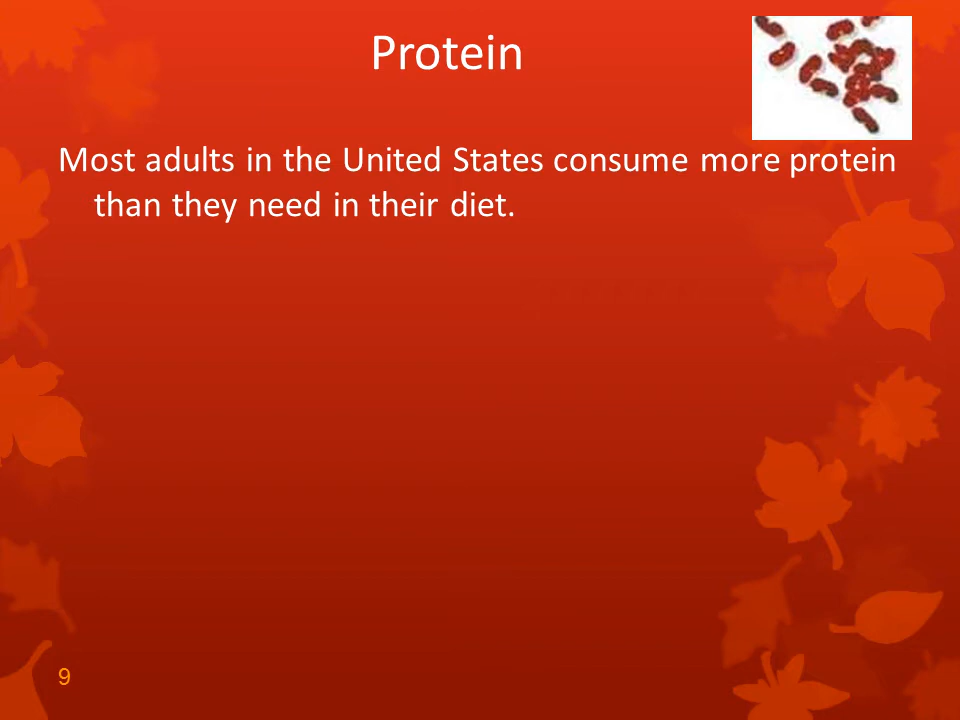 Protein
Most adults in the United States consume more protein
than they need in their diet.
9